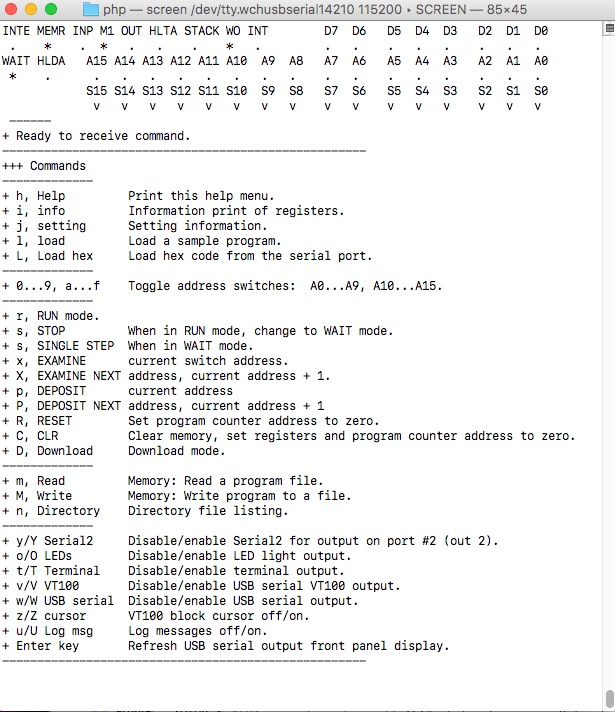 php — screen /dev/tty.wchusbserial14210 115200 ▸ SCREEN — 85×45
INTE MEMR INP M1 OUT HLTA STACK WO INT        D7  D6   D5  D4  D3   D2  D1  D0
 .    *    .  *   .   .    .    *   .         .   .    .   .   .    .   .   .
WAIT HLDA   A15 A14 A13 A12 A11 A10  A9  A8   A7  A6   A5  A4  A3   A2  A1  A0
 *    .      .   .   .   .   .   .   .   .    .   .    .   .   .    .   .   .
            S15 S14 S13 S12 S11 S10  S9  S8   S7  S6   S5  S4  S3   S2  S1  S0
             v   v   v   v   v   v   v   v    v   v    v   v   v    v   v   v
 ------
+ Ready to receive command.
----------------------------------------------------
+++ Commands
-------------
+ h, Help         Print this help menu.
+ i, info         Information print of registers.
+ j, setting      Setting information.
+ l, load         Load a sample program.
+ L, Load hex     Load hex code from the serial port.
-------------
+ 0...9, a...f    Toggle address switches:  A0...A9, A10...A15.
-------------
+ r, RUN mode.
+ s, STOP         When in RUN mode, change to WAIT mode.
+ s, SINGLE STEP  When in WAIT mode.
+ x, EXAMINE      current switch address.
+ X, EXAMINE NEXT address, current address + 1.
+ p, DEPOSIT      current address
+ P, DEPOSIT NEXT address, current address + 1
+ R, RESET        Set program counter address to zero.
+ C, CLR          Clear memory, set registers and program counter address to zero.
+ D, Download     Download mode.
-------------
+ m, Read         Memory: Read a program file.
+ M, Write        Memory: Write program to a file.
+ n, Directory    Directory file listing.
-------------
+ y/Y Serial2     Disable/enable Serial2 for output on port #2 (out 2).
+ o/O LEDs        Disable/enable LED light output.
+ t/T Terminal    Disable/enable terminal output.
+ v/V VT100       Disable/enable USB serial VT100 output.
+ w/W USB serial  Disable/enable USB serial output.
+ z/Z cursor      VT100 block cursor off/on.
+ u/U Log msg     Log messages off/on.
+ Enter key       Refresh USB serial output front panel display.
----------------------------------------------------